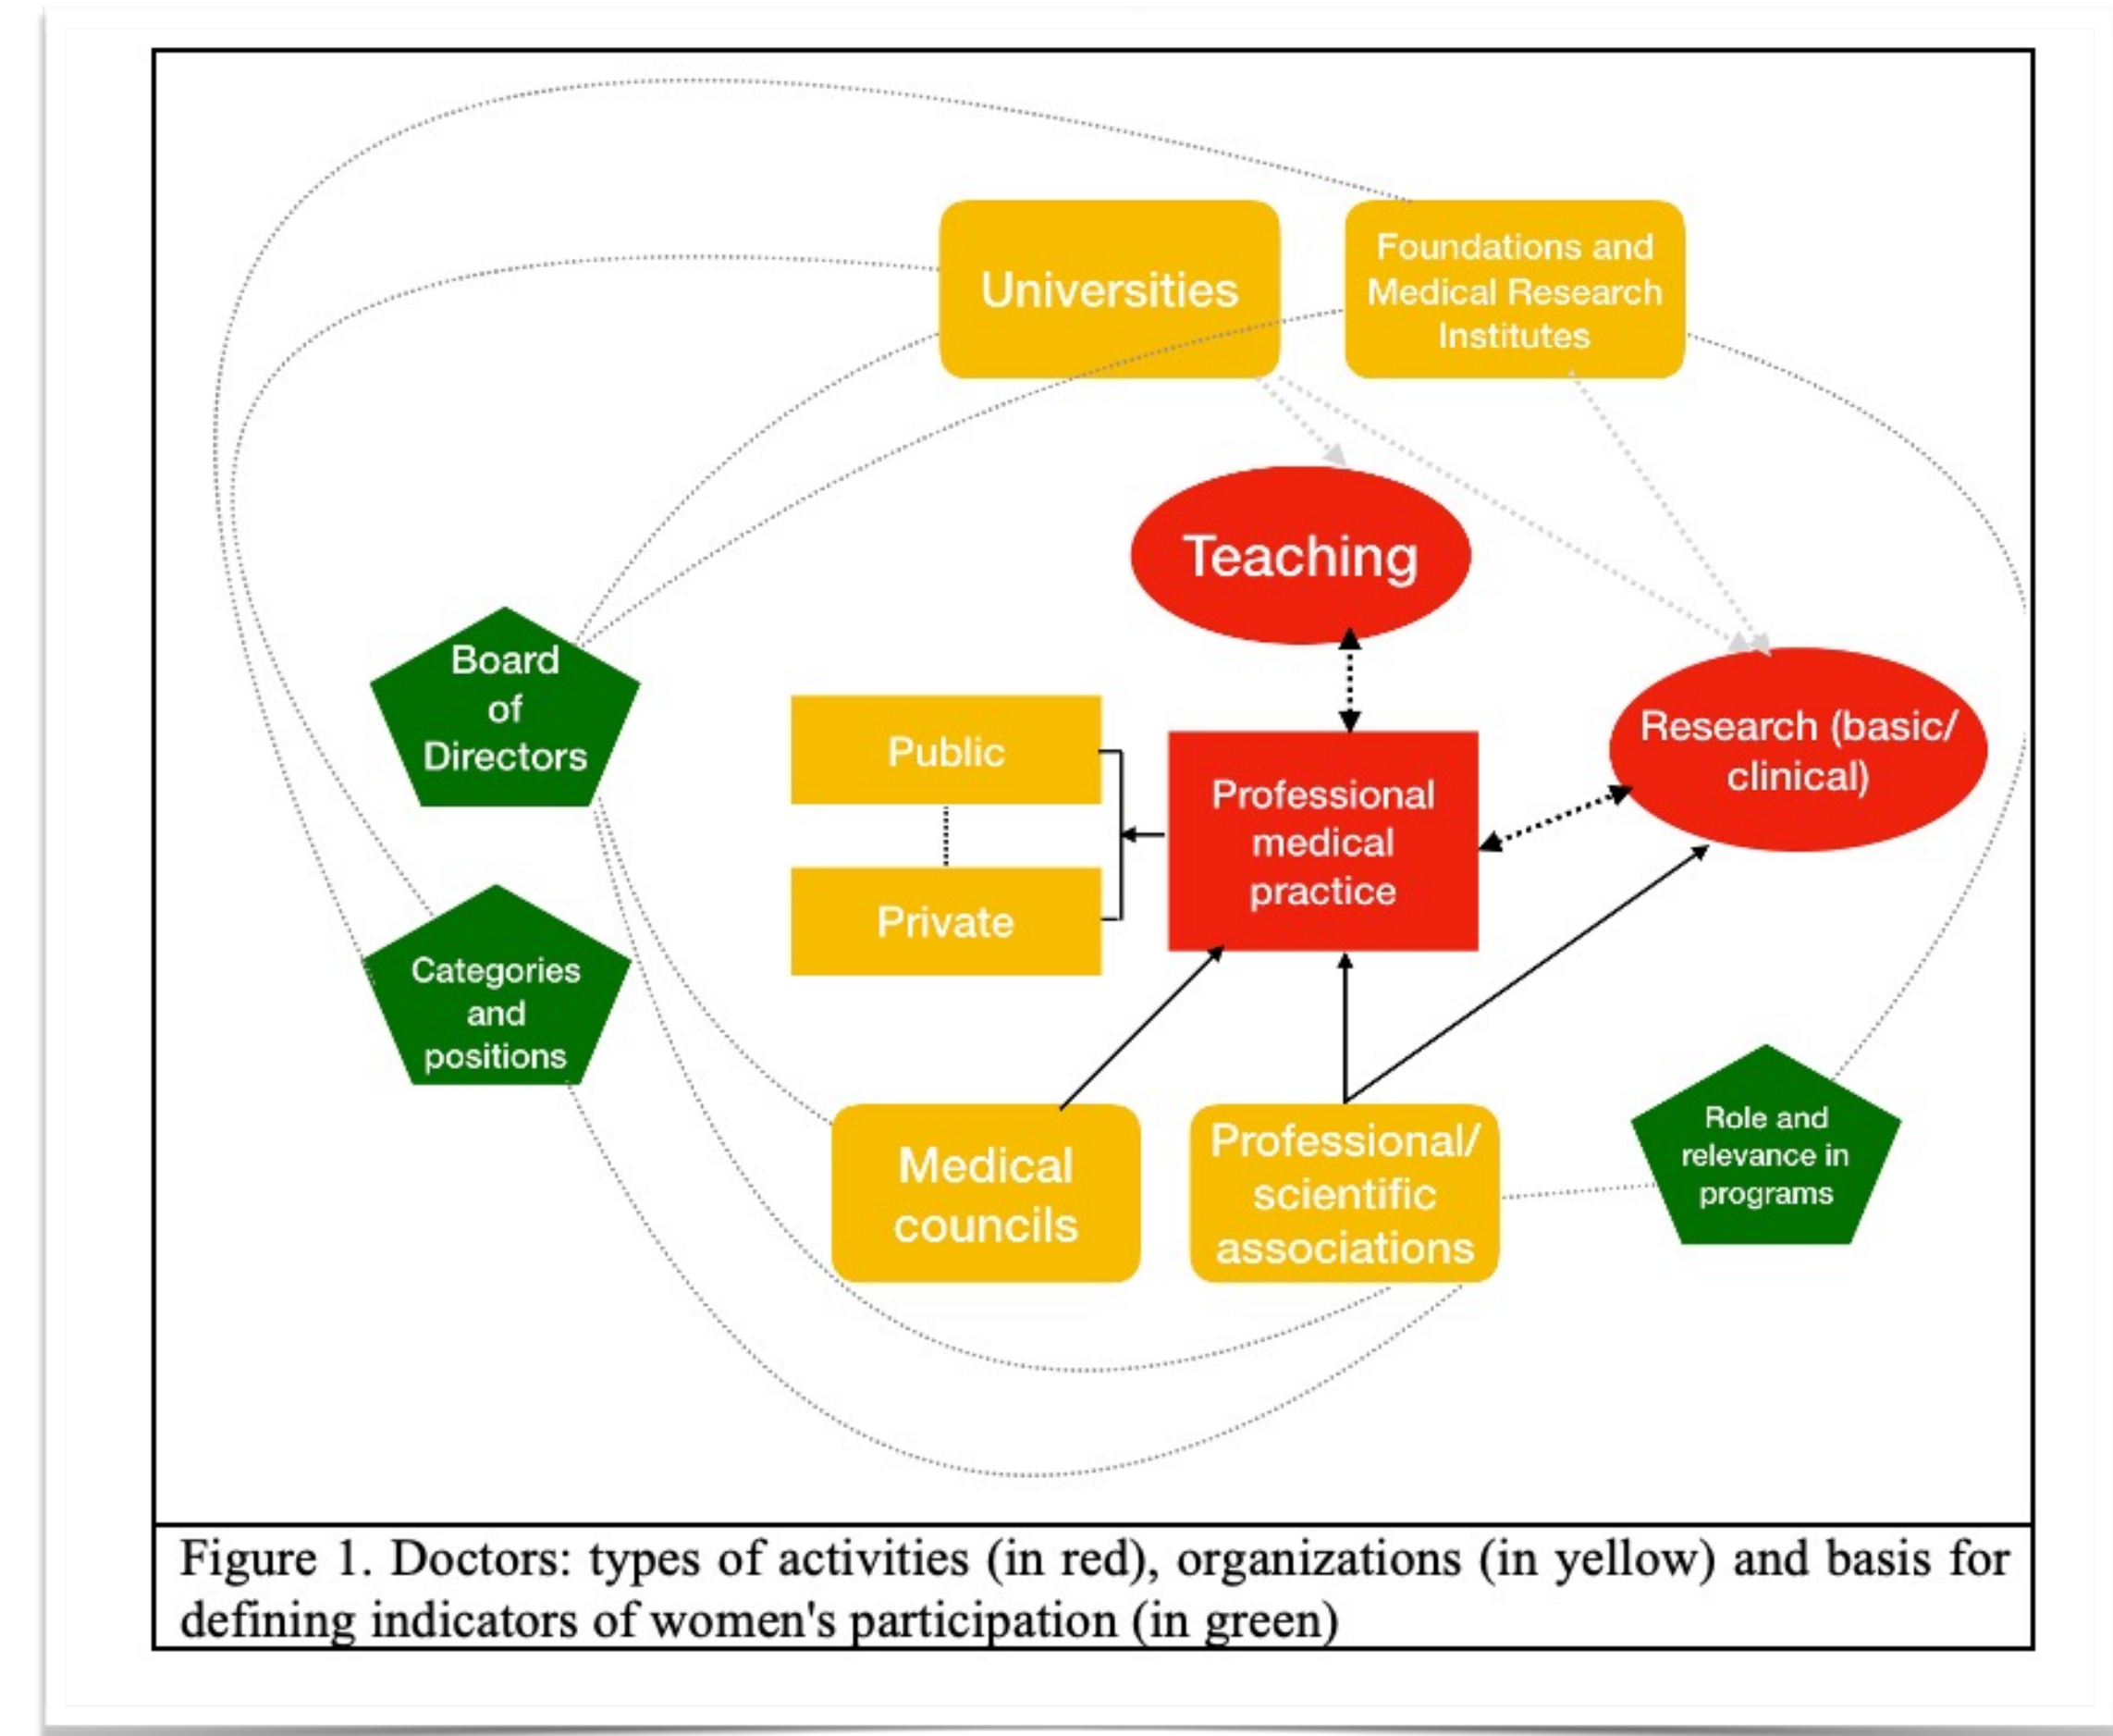 Universities
Foundations and
Medical Research
Institutes
Teaching
Board
of
Directors
Public
Professional
medical
practice
Research (basic/
clinical)
Private
Categories
and
positions
Medical
councils
Professional/
scientific
associations
Role and
relevance in
programs
Figure 1. Doctors: types of activities (in red), organizations (in yellow) and basis for
defining indicators of women's participation (in green)